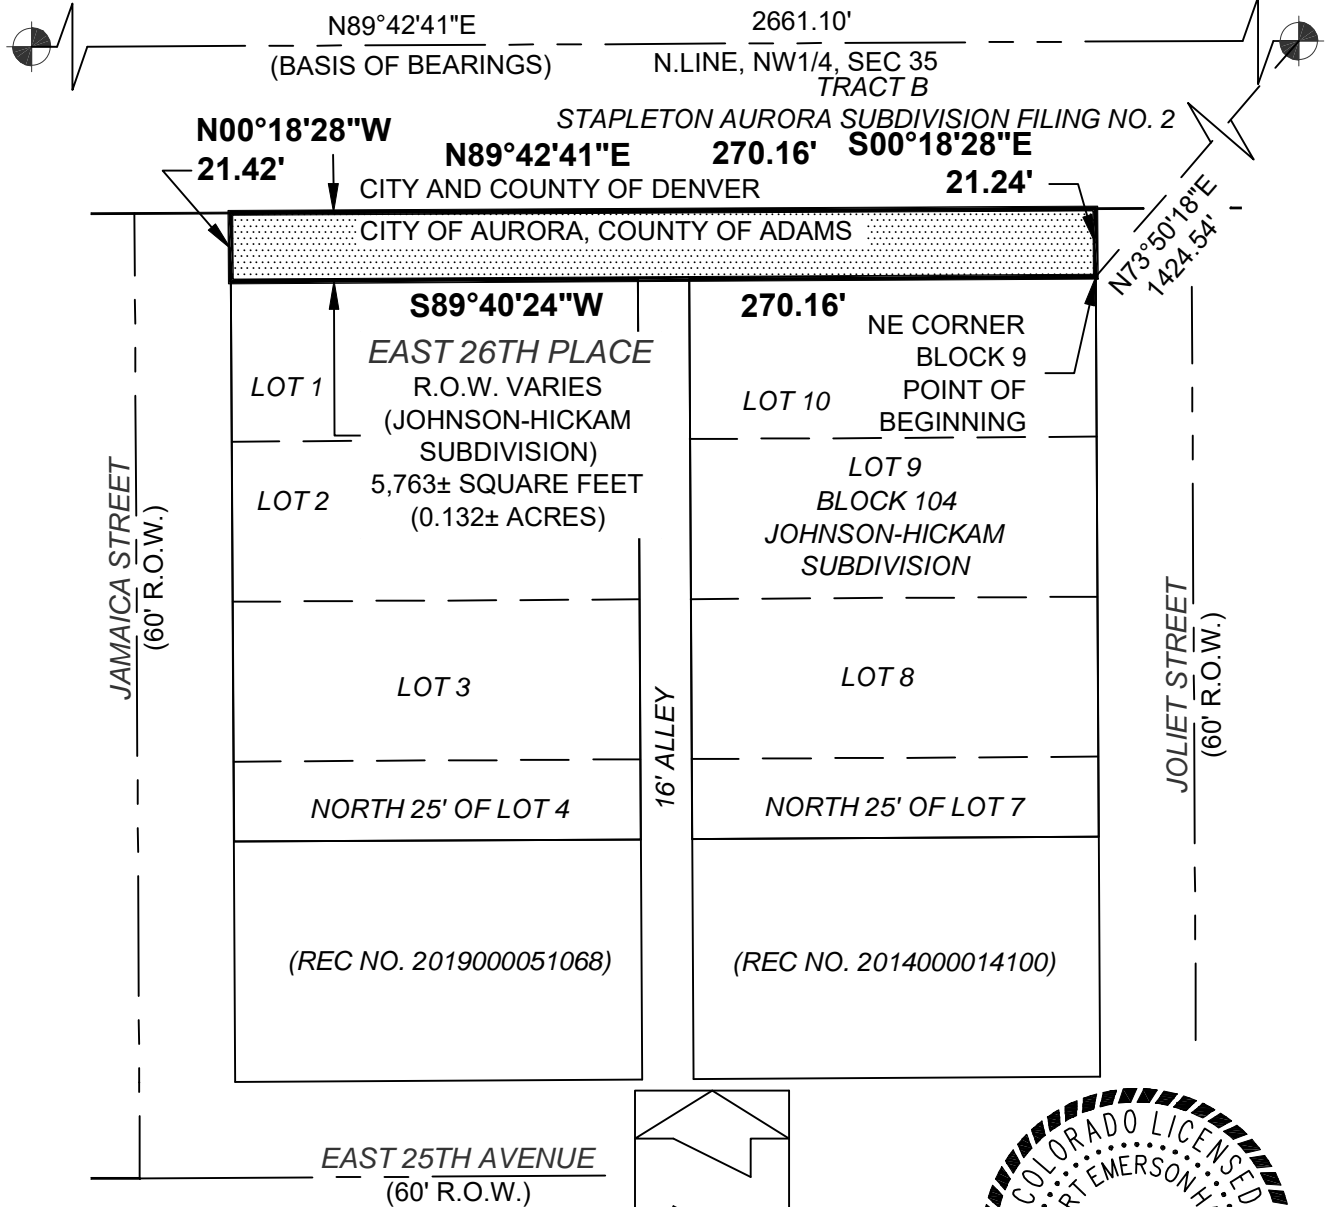 N89°42'41"E
2661.10'
(BASIS OF BEARINGS)
N.LINE, NW1/4, SEC 35
TRACT B
STAPLETON AURORA SUBDIVISION FILING NO. 2
N00°18'28"W
21.42'
N89°42'41"E
270.16'
S00°18'28"E
21.24'
CITY AND COUNTY OF DENVER
CITY OF AURORA, COUNTY OF ADAMS
N73°50'18"E
1424.54'
S89°40'24"W
270.16'
EAST 26TH PLACE
R.O.W. VARIES
(JOHNSON-HICKAM
SUBDIVISION)
5,763± SQUARE FEET
(0.132± ACRES)
NE CORNER
BLOCK 9
POINT OF
BEGINNING
LOT 1
LOT 10
LOT 2
LOT 9
BLOCK 104
JOHNSON-HICKAM
SUBDIVISION
JAMAICA STREET
(60' R.O.W.)
LOT 3
LOT 8
16' ALLEY
JOLIET STREET
(60' R.O.W.)
NORTH 25' OF LOT 4
NORTH 25' OF LOT 7
(REC NO. 2019000051068)
(REC NO. 2014000014100)
EAST 25TH AVENUE
(60' R.O.W.)
COLORADO LICENSED
EMERSON